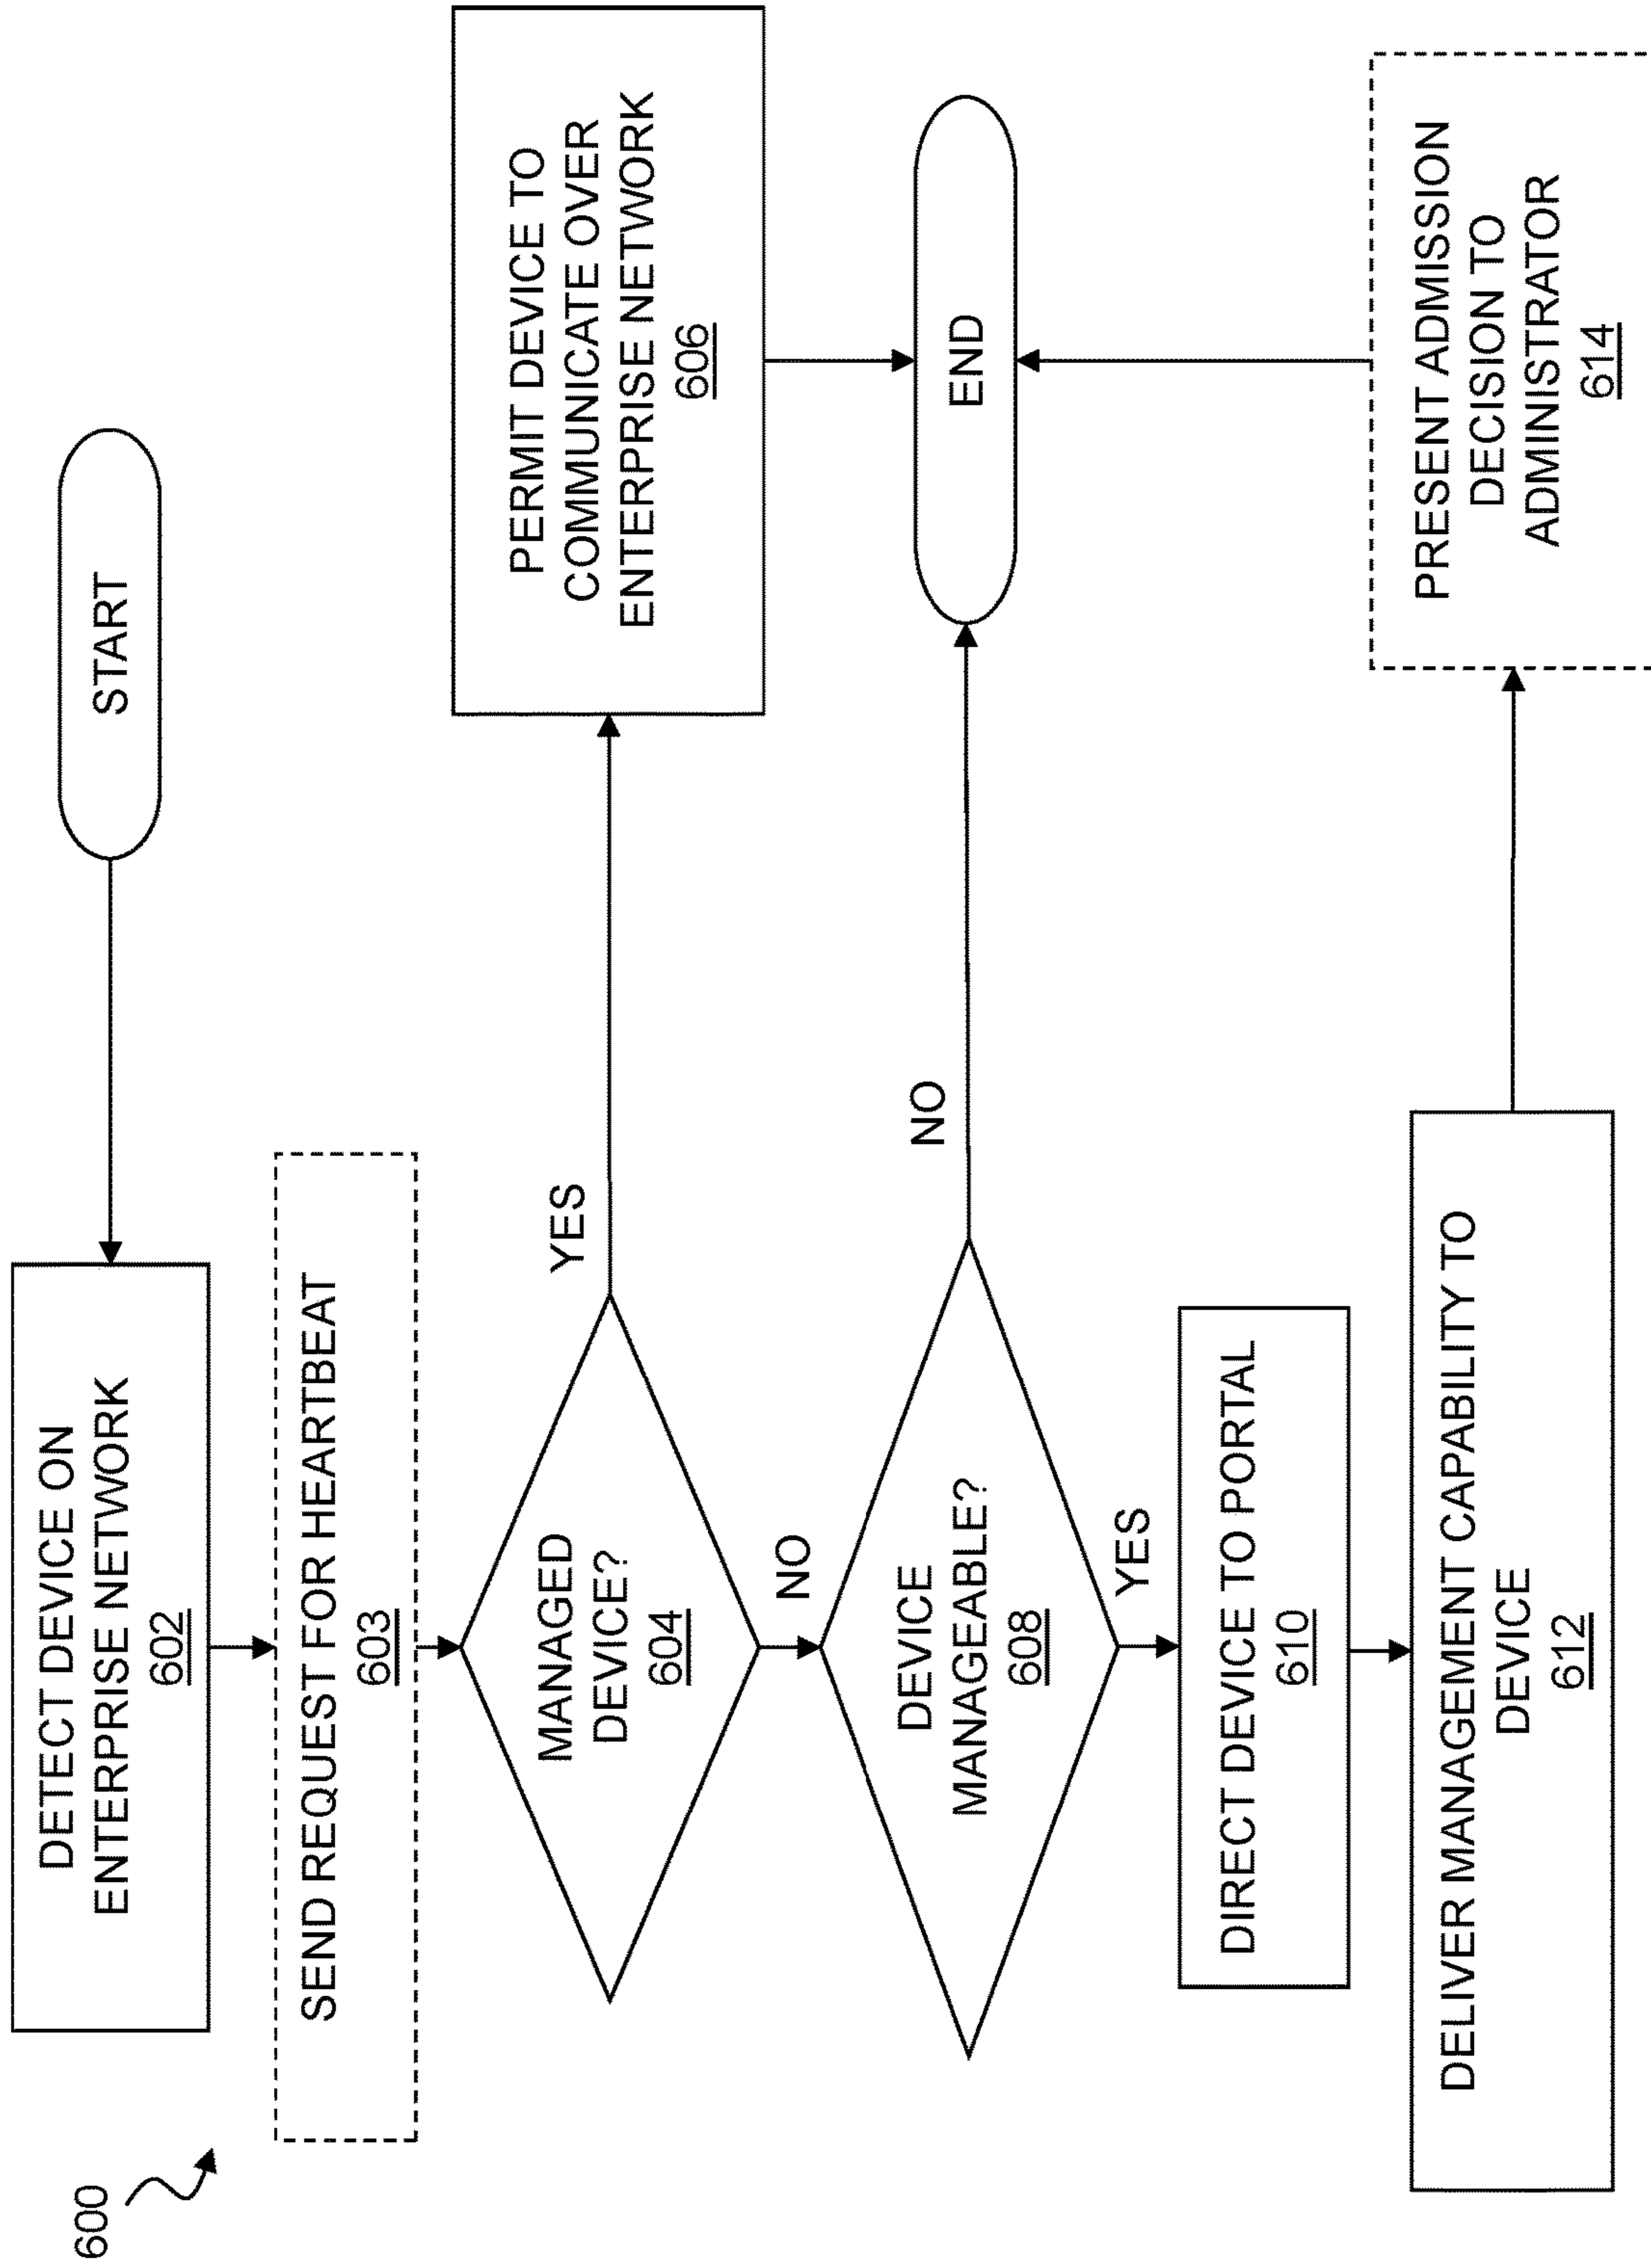 600
START
DETECT DEVICE ON
ENTERPRISE NETWORK
602
SEND REQUEST FOR HEARTBEAT
603
MANAGED
DEVICE?
604
YES
PERMIT DEVICE TO
COMMUNICATE OVER
ENTERPRISE NETWORK
606
NO
DEVICE
MANAGEABLE?
608
NO
END
YES
DIRECT DEVICE TO PORTAL
610
DELIVER MANAGEMENT CAPABILITY TO
DEVICE
612
PRESENT ADMISSION
DECISION TO
ADMINISTRATOR
614